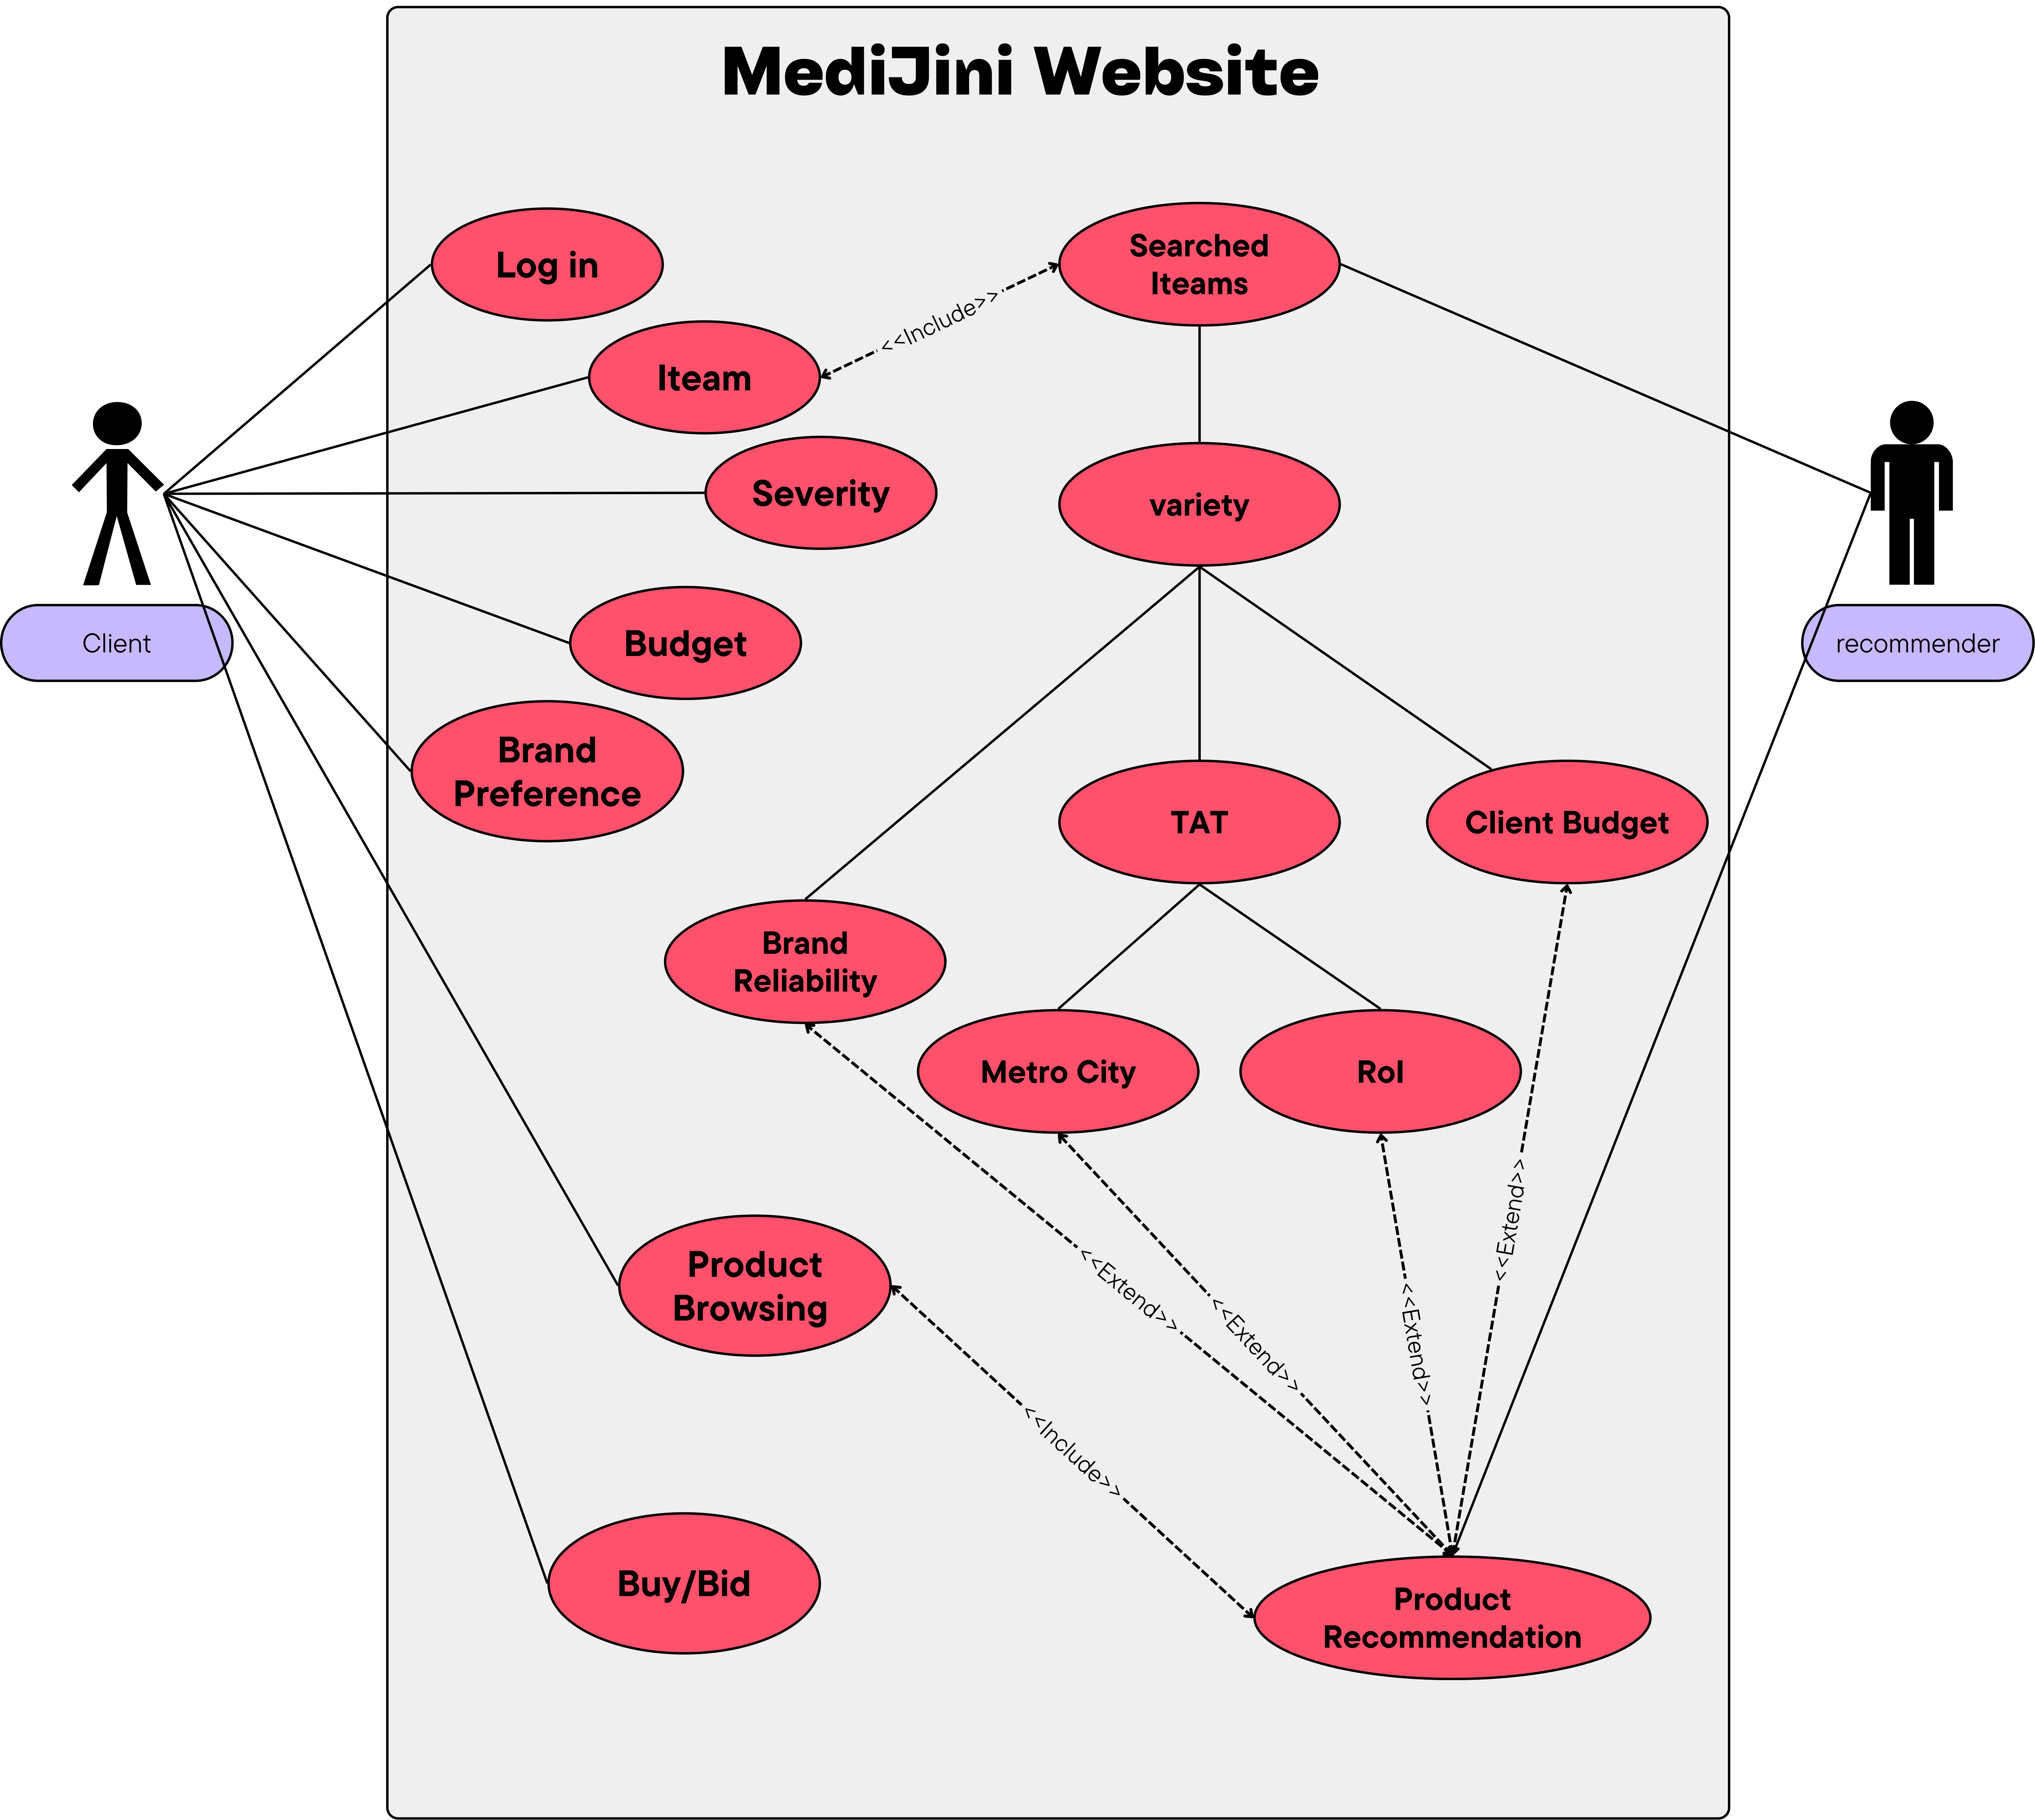 MediJini Website
Log in
Searched
Iteams
<<Include>>
Iteam
Severity
variety
Client
Budget
recommender
Brand
Preference
TAT
Client Budget
Brand
Reliability
Metro City
RoI
<<Extend>>
<<Extend>>
<<Extend>>
<<Extend>>
Product
Browsing
<<Include>>
Buy/Bid
Product
Recommendation